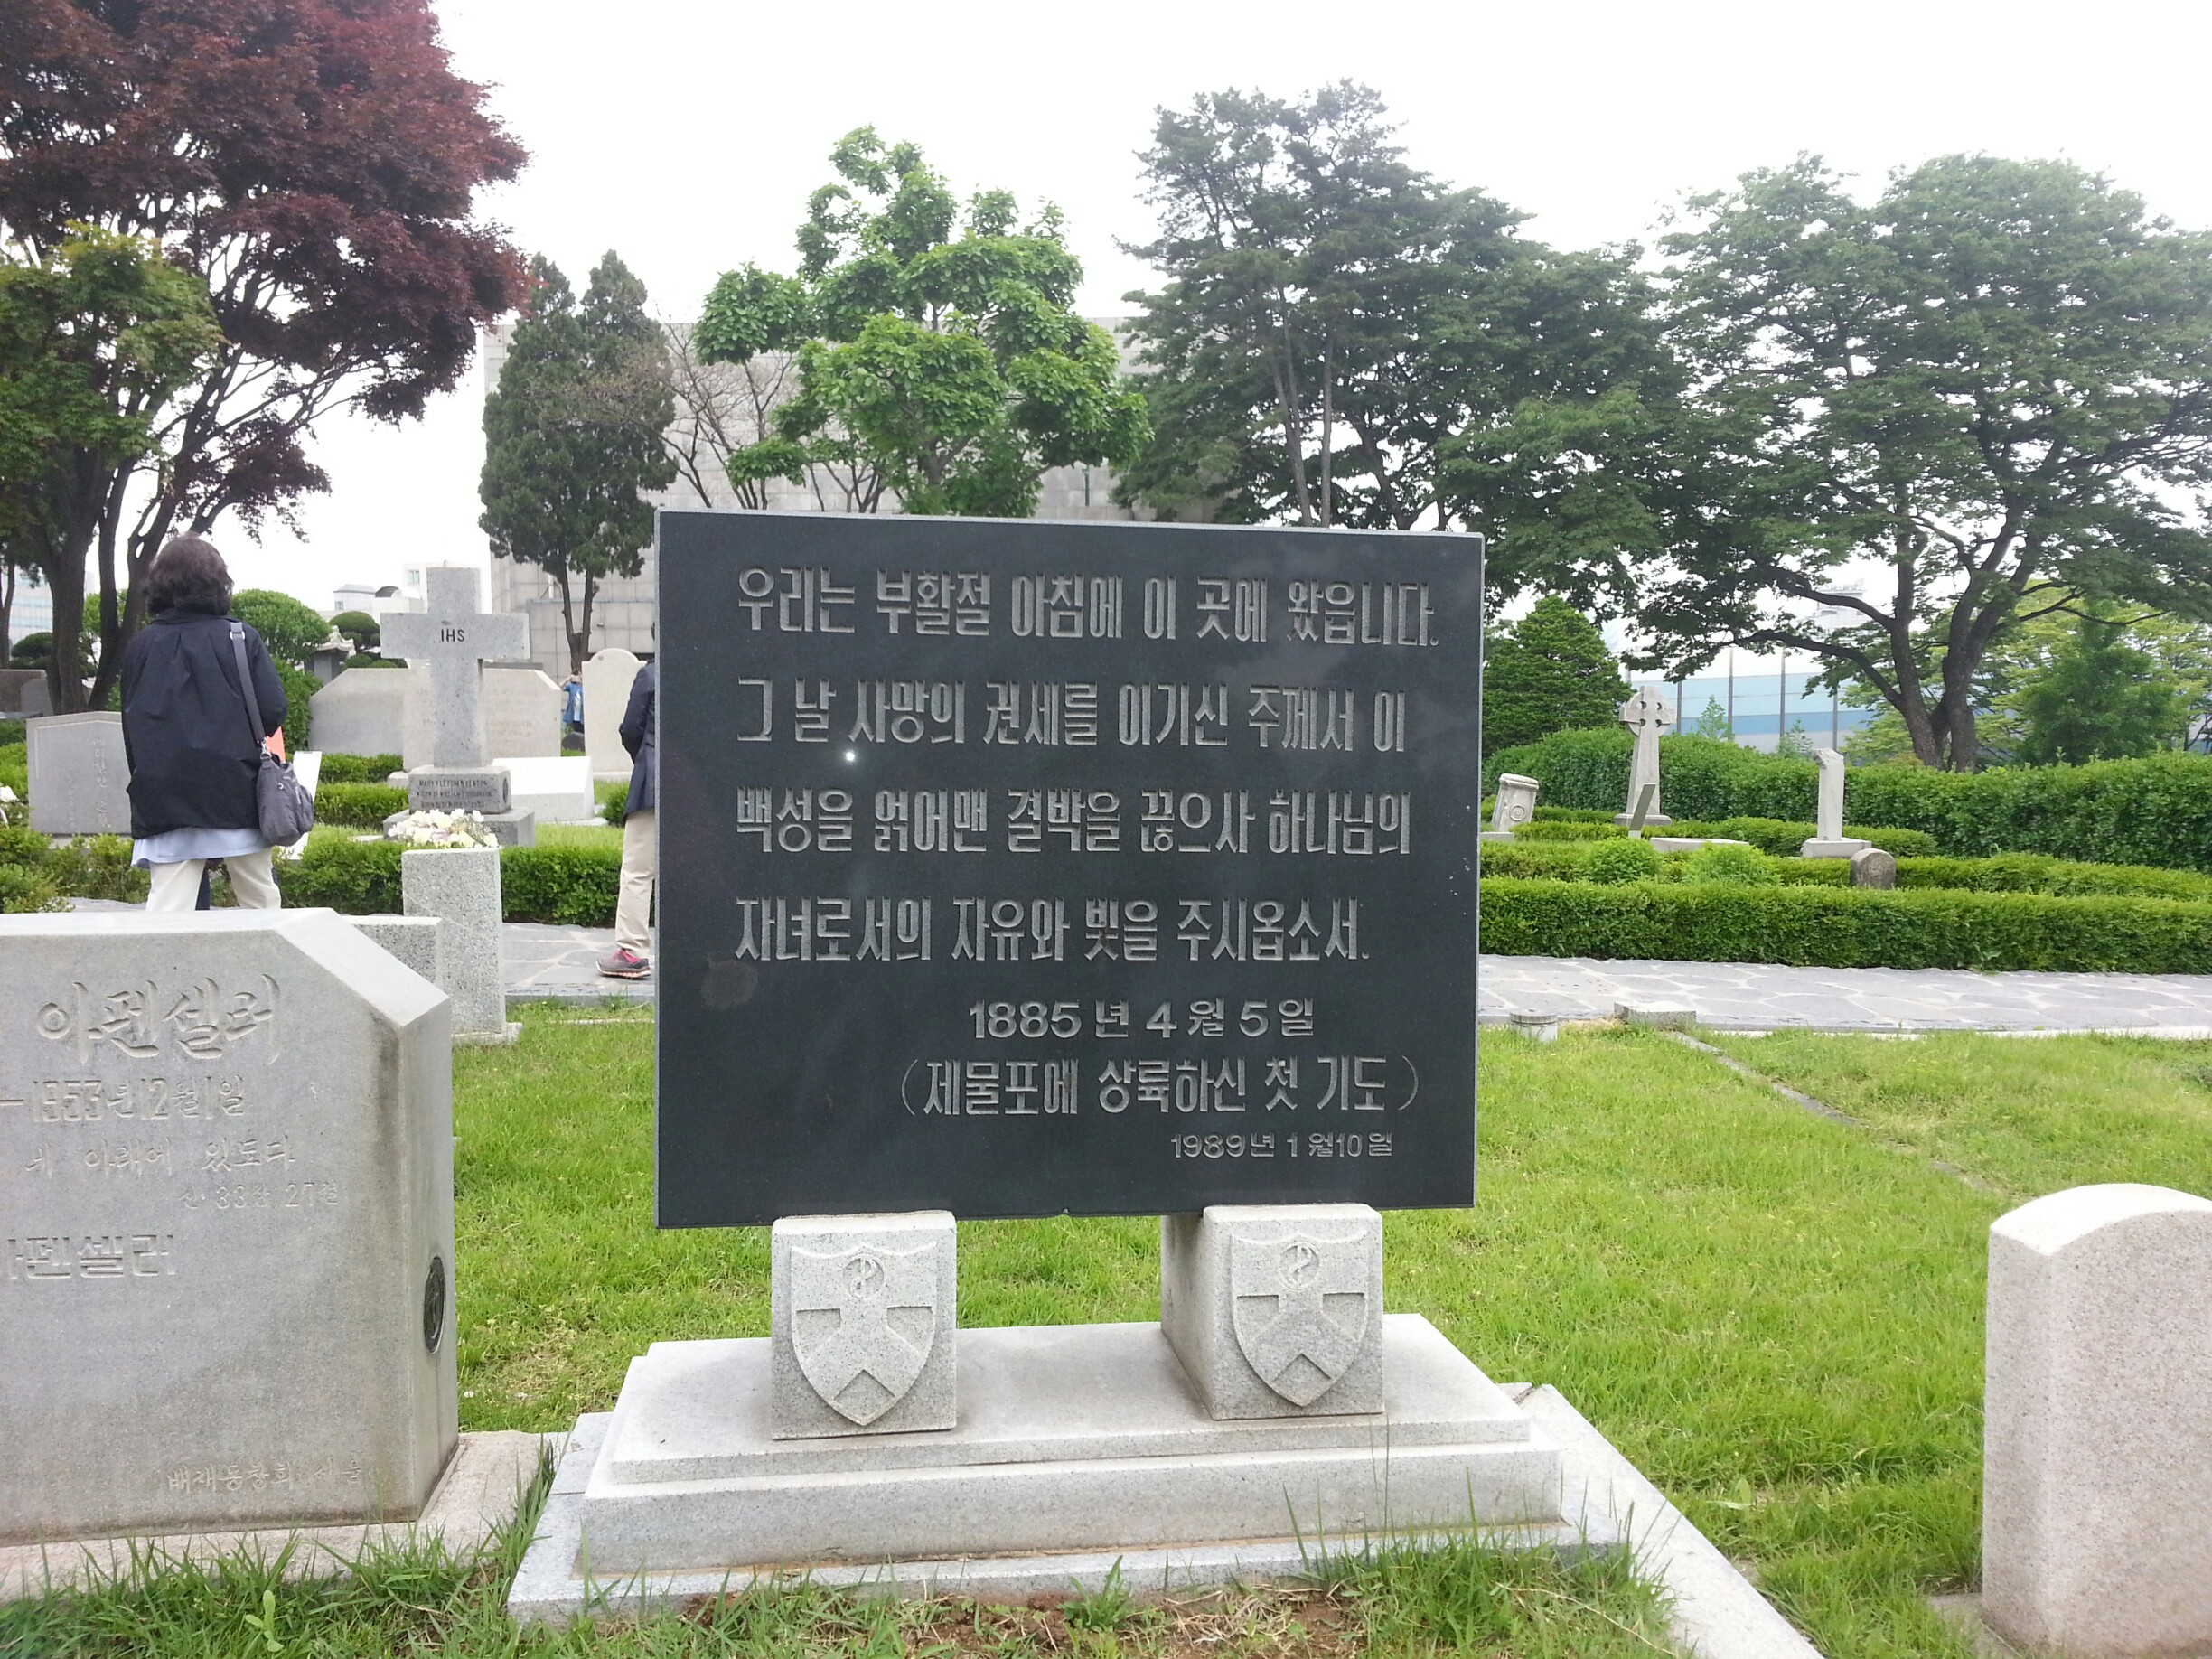 우리는 부활절 아침에 이 곳에 왔읍니다.
그 날 사망의 권세를 이기신 주께서 이
백성을 얽어맨 결박을 끊으사 하나님의
자녀로서의 자유와 빛을 주시옵소서.
1885년 4월 5일
(제물포에 상륙하신 첫 기도)
1989년 1월10일
아펜셀러
-1953년12월1일
아래에 있도다
33장 27절
펜셀러
배재동창회 세움
IHS